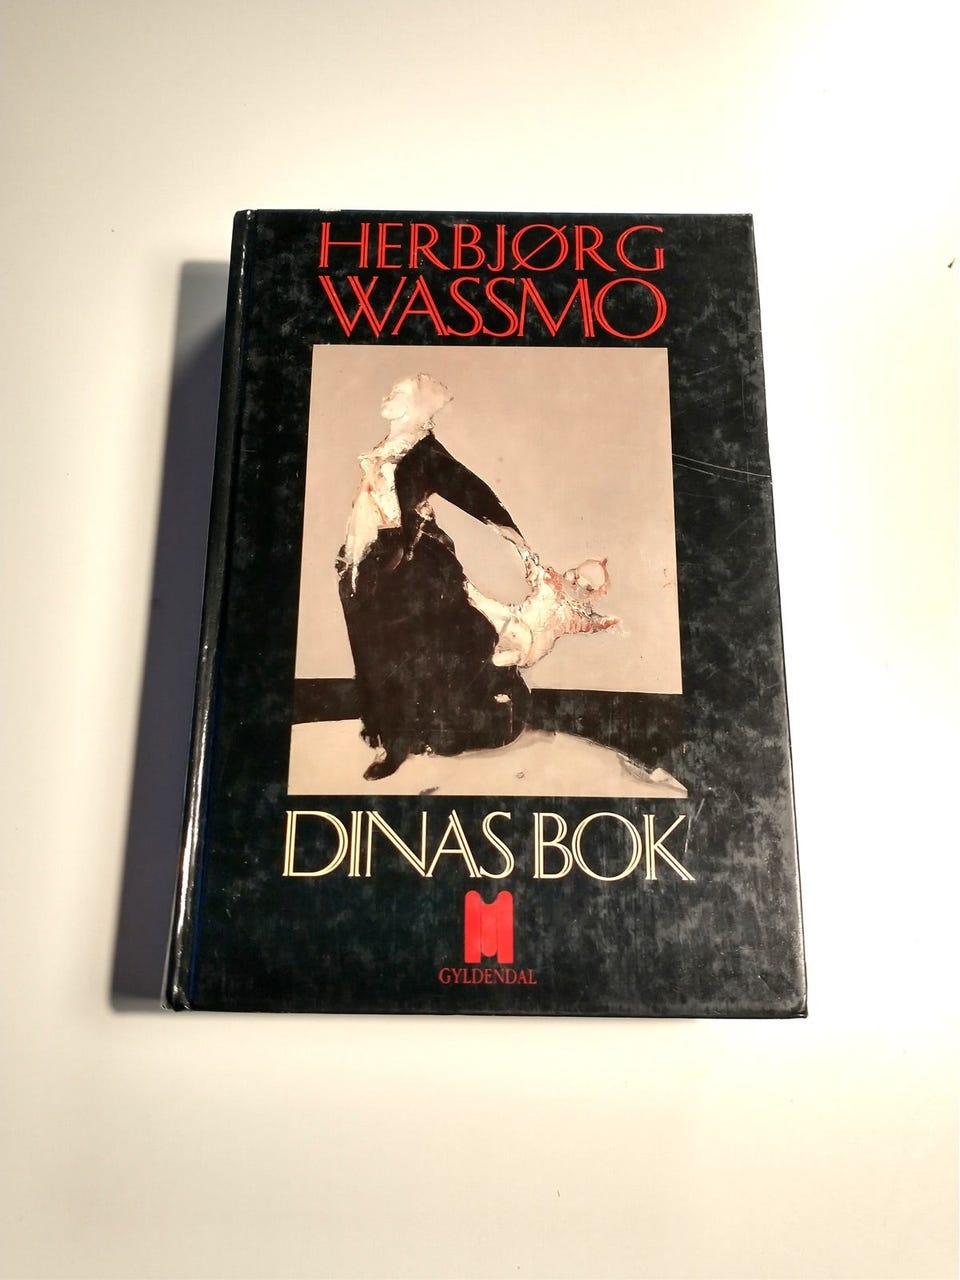 HERBJØRG
WASSMO
DINAS BOK
GYLDENDAL